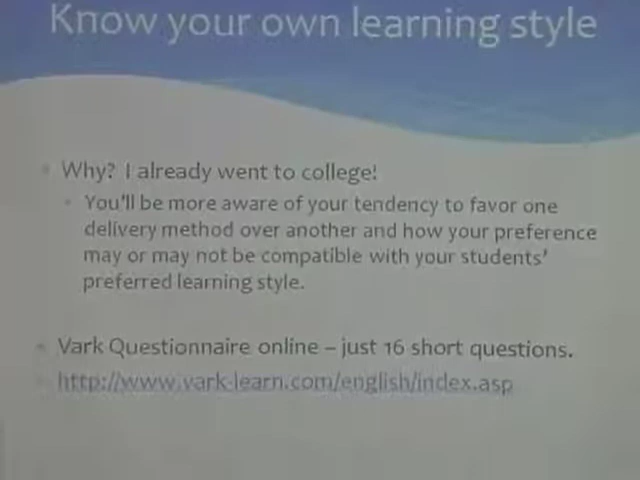 Know your own learning style
Why? I already went to college!
You'll be more aware of your tendency to favor one
delivery method over another and how your preference
may or may not be compatible with your students'
preferred learning style.
Vark Questionnaire online – just 16 short questions.
http://www.vark-learn.com/english/index.asp